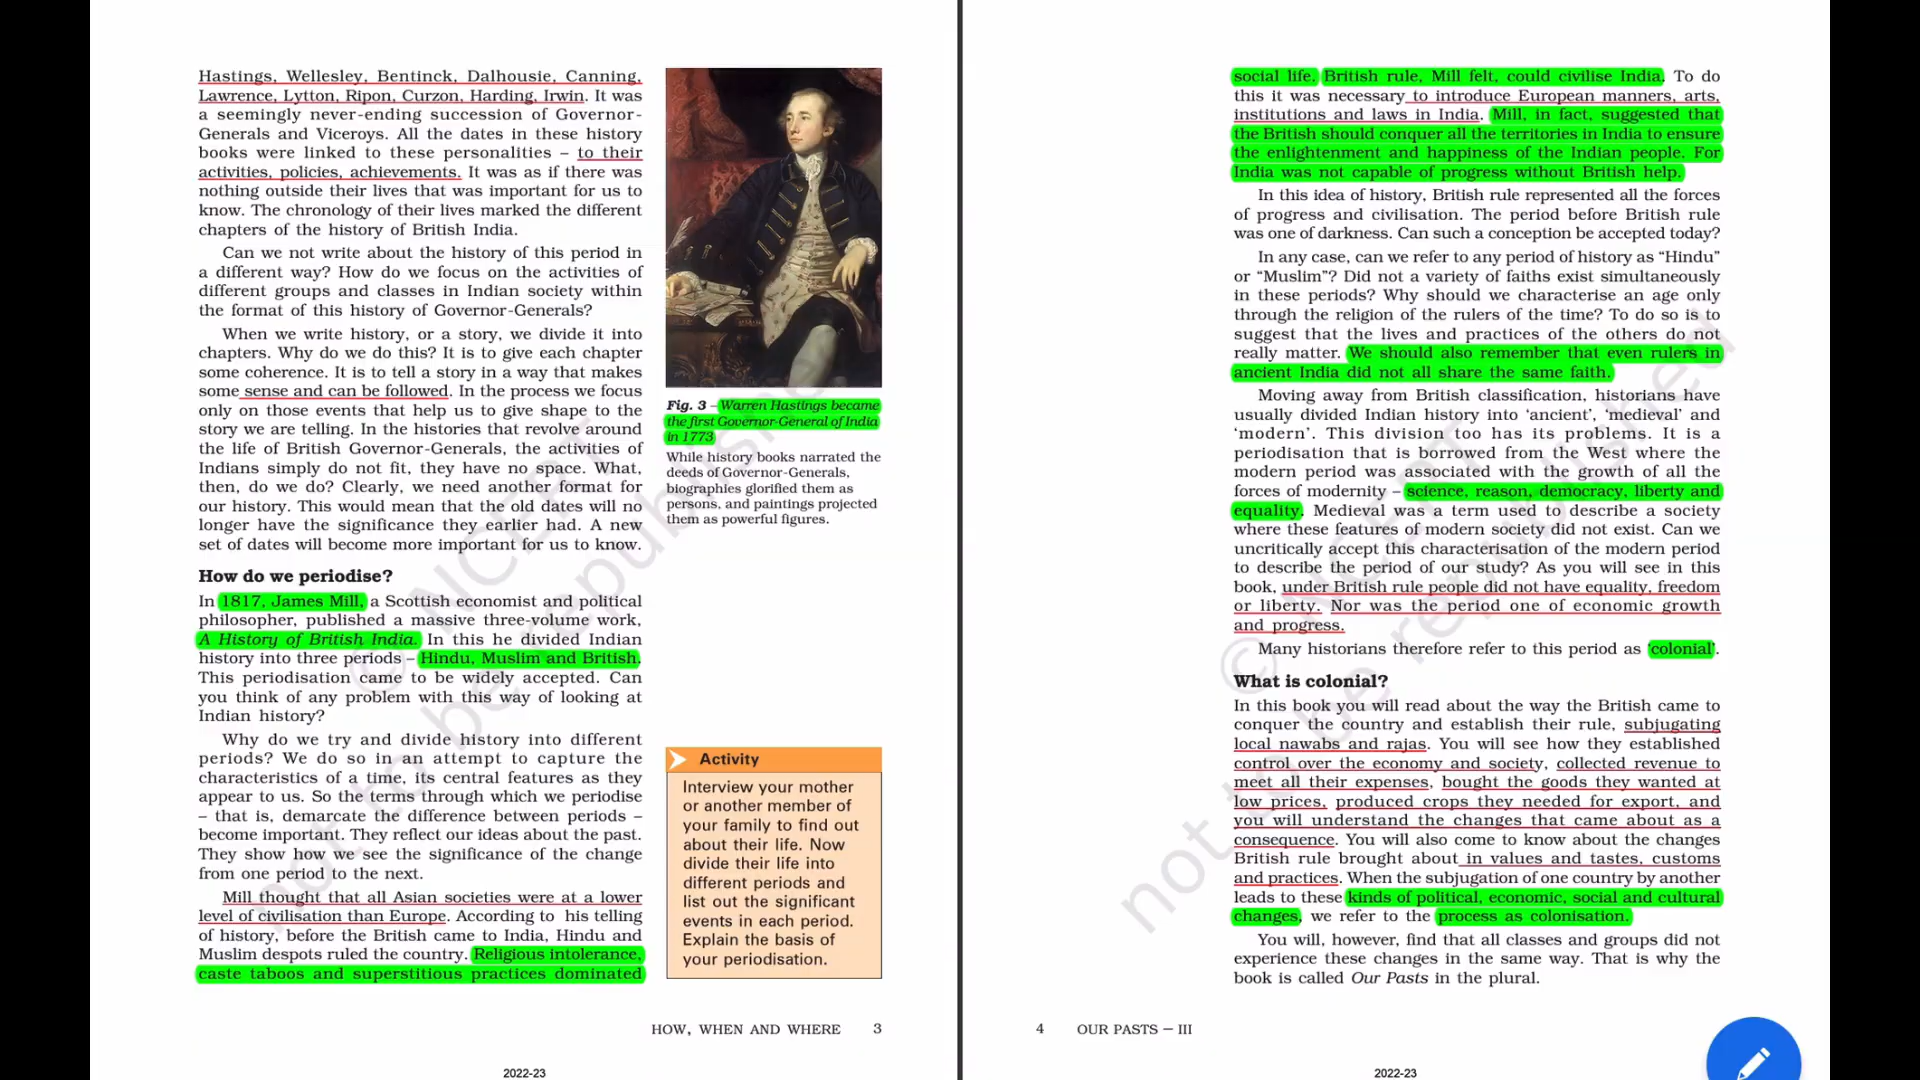 Hastings, Wellesley, Bentinck, Dalhousie, Canning,
Lawrence, Lytton, Ripon, Curzon, Harding, Irwin. It was
a seemingly never-ending succession of Governor-
Generals and Viceroys. All the dates in these history
books were linked to these personalities – to their
activities, policies, achievements. It was as if there was
nothing outside their lives that was important for us to
know. The chronology of their lives marked the different
chapters of the history of British India.
Can we not write about the history of this period in
a different way? How do we focus on the activities of
different groups and classes in Indian society within
the format of this history of Governor-Generals?
When we write history, or a story, we divide it into
chapters. Why do we do this? It is to give each chapter
some coherence. It is to tell a story in a way that makes
some sense and can be followed. In the process we focus
only on those events that help us to give shape to the
story we are telling. In the histories that revolve around
the life of British Governor-Generals, the activities of
Indians simply do not fit, they have no space. What,
then, do we do? Clearly, we need another format for
our history. This would mean that the old dates will no
longer have the significance they earlier had. A new
set of dates will become more important for us to know.
How do we periodise?
In 1817, James Mill, a Scottish economist and political
philosopher, published a massive three-volume work,
A History of British India. In this he divided Indian
history into three periods – Hindu, Muslim and British.
This periodisation came to be widely accepted. Can
you think of any problem with this way of looking at
Indian history?
Why do we try and divide history into different
periods? We do so in an attempt to capture the
characteristics of a time, its central features as they
appear to us. So the terms through which we periodise
– that is, demarcate the difference between periods –
become important. They reflect our ideas about the past.
They show how we see the significance of the change
from one period to the next.
Mill thought that all Asian societies were at a lower
level of civilisation than Europe. According to his telling
of history, before the British came to India, Hindu and
Muslim despots ruled the country. Religious intolerance,
caste taboos and superstitious practices dominated
Fig. 3 – Warren Hastings became
the first Governor-General of India
in 1773
While history books narrated the
deeds of Governor-Generals,
biographies glorified them as
persons, and paintings projected
them as powerful figures.
Activity
Interview your mother
or another member of
your family to find out
about their life. Now
divide their life into
different periods and
list out the significant
events in each period.
Explain the basis of
your periodisation.
HOW, WHEN AND WHERE 3
2022-23
social life. British rule, Mill felt, could civilise India. To do
this it was necessary to introduce European manners, arts,
institutions and laws in India. Mill, in fact, suggested that
the British should conquer all the territories in India to ensure
the enlightenment and happiness of the Indian people. For
India was not capable of progress without British help.
In this idea of history, British rule represented all the forces
of progress and civilisation. The period before British rule
was one of darkness. Can such a conception be accepted today?
In any case, can we refer to any period of history as “Hindu”
or “Muslim”? Did not a variety of faiths exist simultaneously
in these periods? Why should we characterise an age only
through the religion of the rulers of the time? To do so is to
suggest that the lives and practices of the others do not
really matter. We should also remember that even rulers in
ancient India did not all share the same faith.
Moving away from British classification, historians have
usually divided Indian history into ‘ancient’, ‘medieval’ and
‘modern’. This division too has its problems. It is a
periodisation that is borrowed from the West where the
modern period was associated with the growth of all the
forces of modernity – science, reason, democracy, liberty and
equality. Medieval was a term used to describe a society
where these features of modern society did not exist. Can we
uncritically accept this characterisation of the modern period
to describe the period of our study? As you will see in this
book, under British rule people did not have equality, freedom
or liberty. Nor was the period one of economic growth
and progress.
Many historians therefore refer to this period as ‘colonial’.
What is colonial?
In this book you will read about the way the British came to
conquer the country and establish their rule, subjugating
local nawabs and rajas. You will see how they established
control over the economy and society, collected revenue to
meet all their expenses, bought the goods they wanted at
low prices, produced crops they needed for export, and
you will understand the changes that came about as a
consequence. You will also come to know about the changes
British rule brought about in values and tastes, customs
and practices. When the subjugation of one country by another
leads to these kinds of political, economic, social and cultural
changes, we refer to the process as colonisation.
You will, however, find that all classes and groups did not
experience these changes in the same way. That is why the
book is called Our Pasts in the plural.
4 OUR PASTS – III
2022-23
© NCERT
not to be republished
© NCERT
not to be republished